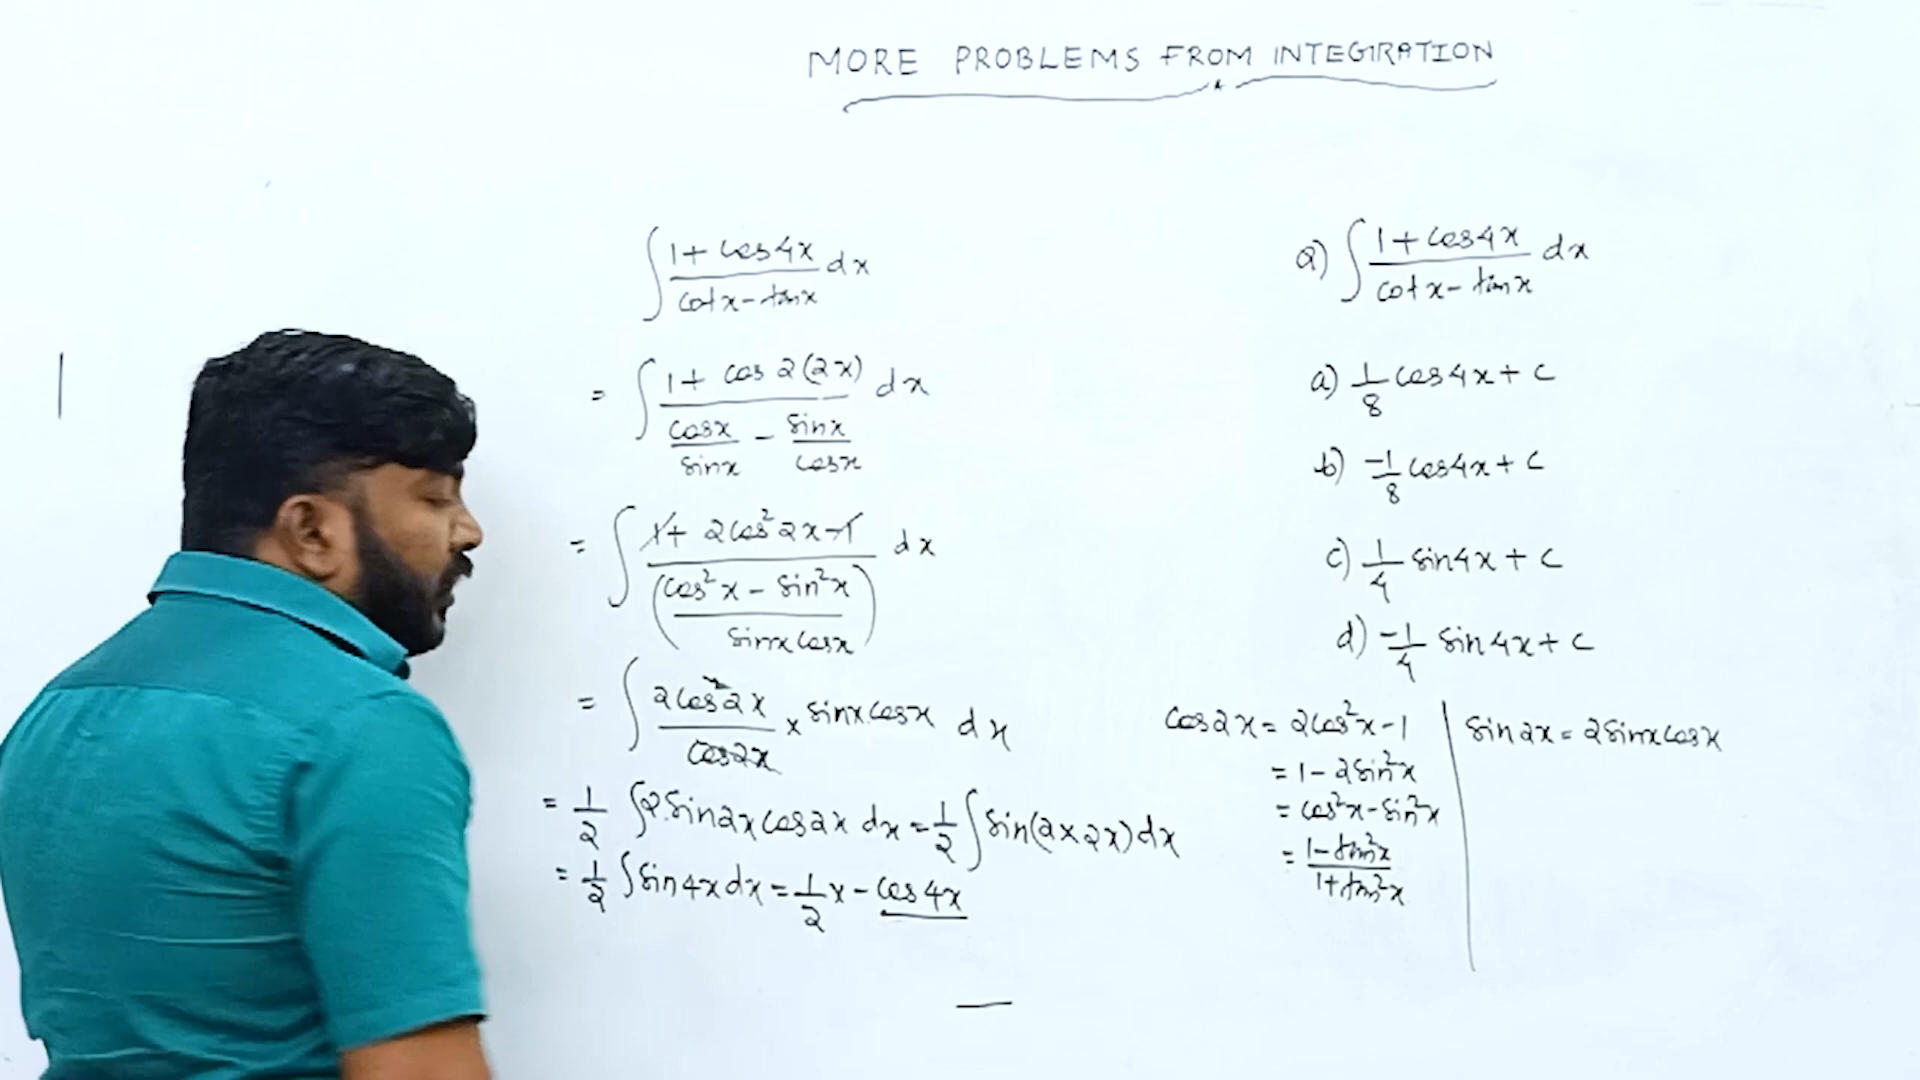 MORE PROBLEMS FROM INTEGRATION
∫ (1 + cos4x)/(cotx - tanx) dx
= ∫ (1 + cos 2(2x))/(cosx/sinx - sinx/cosx) dx
= ∫ (1 + 2cos²2x - 1)/((cos²x - sin²x)/(sinx cosx)) dx
= ∫ 2cos²2x/cos2x × sinx cosx dx
= 1/2 ∫ 2.sin2x cos2x dx = 1/2 ∫ sin(2×2x) dx
= 1/2 ∫ sin4x dx = 1/2 x - cos4x
Q) ∫ (1 + cos4x)/(cotx - tanx) dx
a) 1/8 cos4x + c
b) -1/8 cos4x + c
c) 1/4 sin4x + c
d) -1/4 sin4x + c
cos2x = 2cos²x - 1
= 1 - 2sin²x
= cos²x - sin²x
= (1 - tan²x)/(1 + tan²x)
sin2x = 2sinx cosx